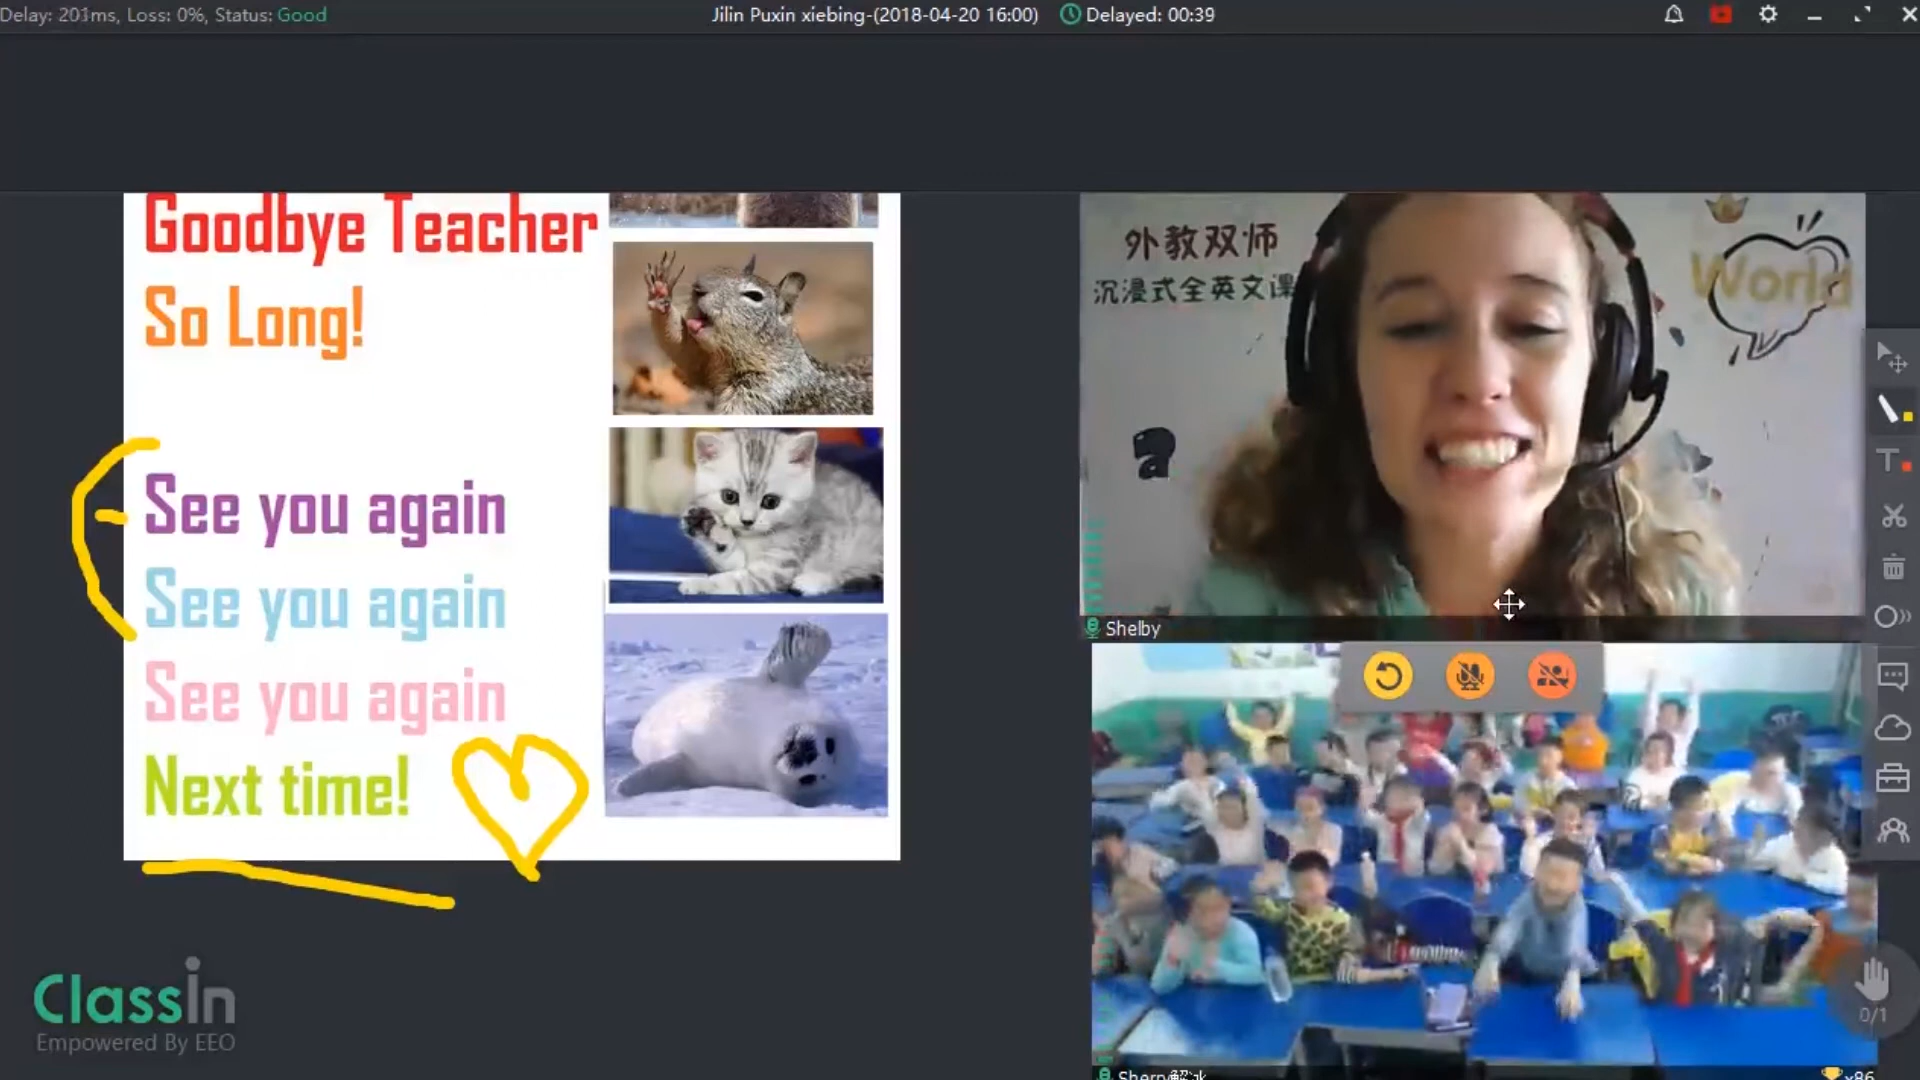 Delay: 201ms, Loss: 0%, Status: Good
Jilin Puxin xiebing-(2018-04-20 16:00)
Delayed: 00:39
Goodbye Teacher
So Long!
See you again
See you again
See you again
Next time!
外教双师
沉浸式全英文课
World
a
Shelby
T
0/1
x86
ClassIn
Empowered By EEO